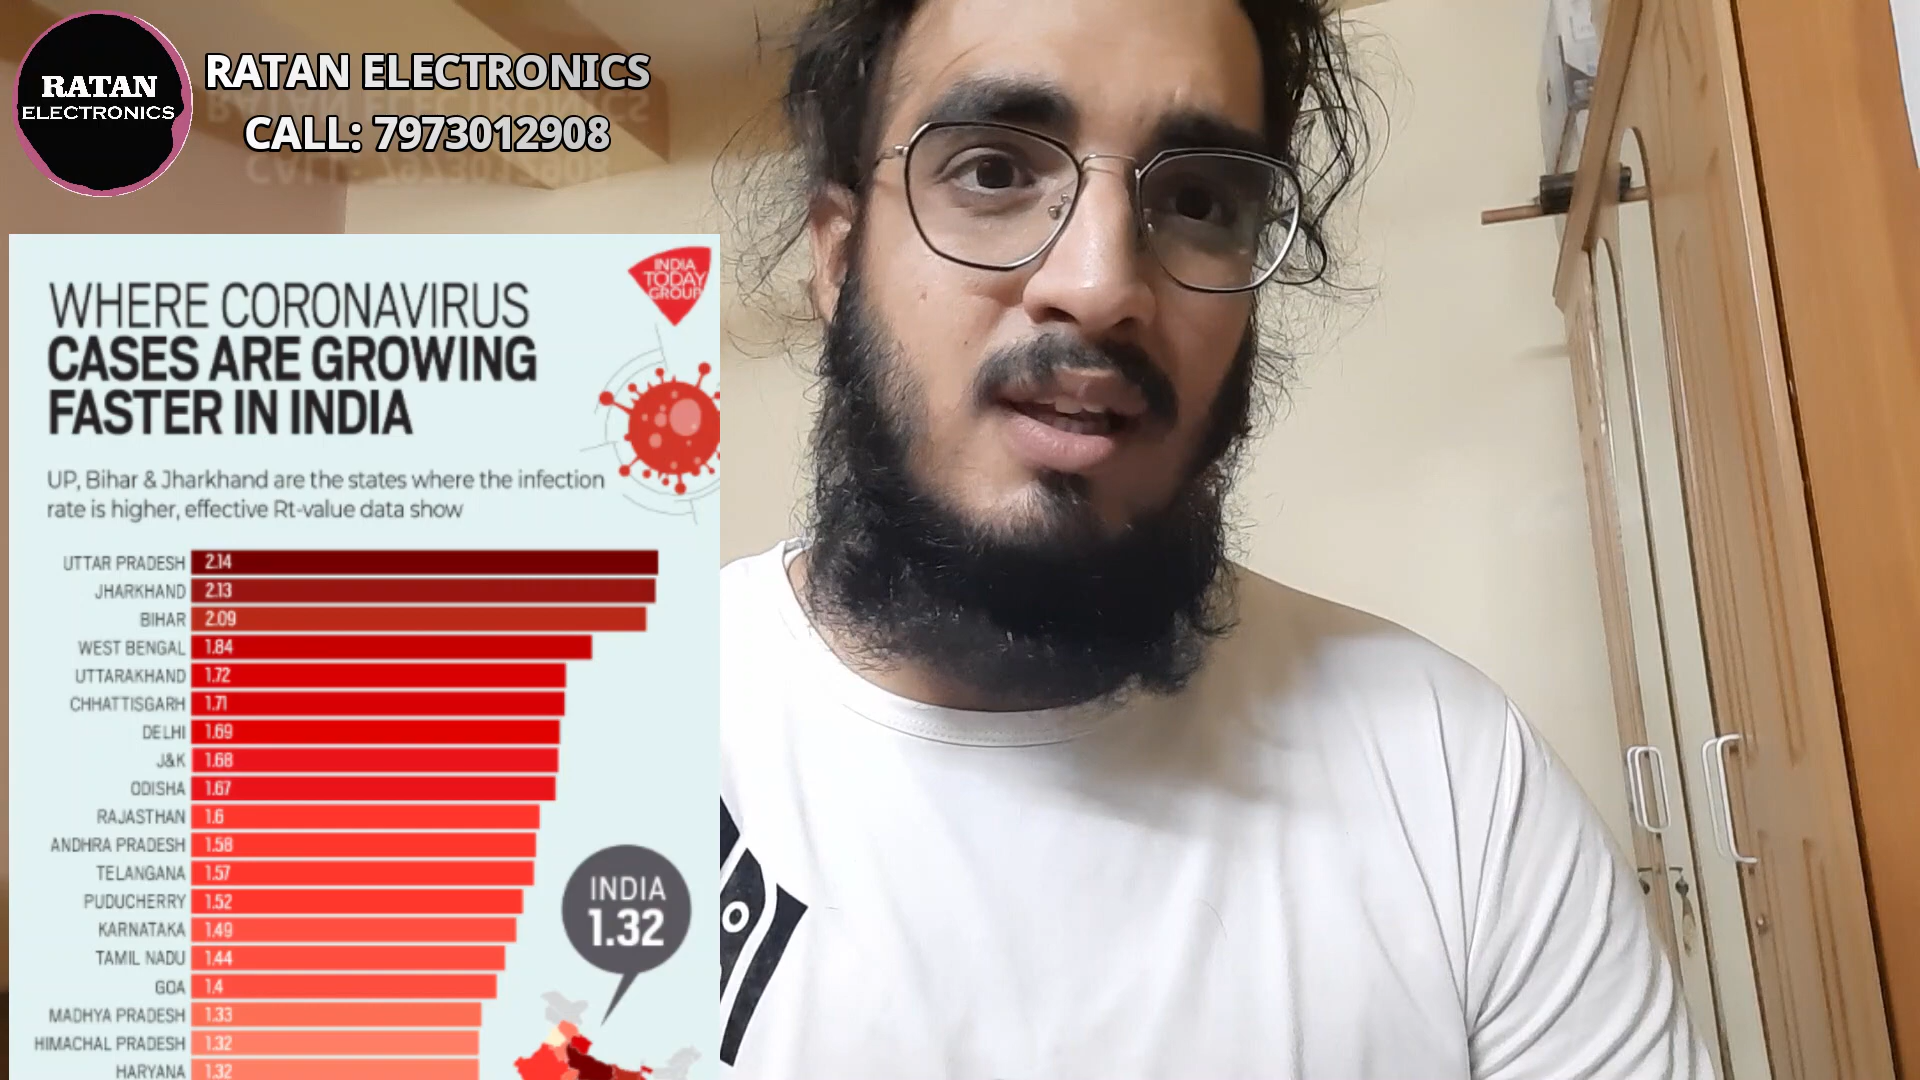 RATAN
ELECTRONICS
RATAN ELECTRONICS
CALL: 7973012908
INDIA
TODAY
GROUP
WHERE CORONAVIRUS
CASES ARE GROWING
FASTER IN INDIA
UP, Bihar & Jharkhand are the states where the infection
rate is higher, effective Rt-value data show
UTTAR PRADESH 2.14
JHARKHAND 2.13
BIHAR 2.09
WEST BENGAL 1.84
UTTARAKHAND 1.72
CHHATTISGARH 1.71
DELHI 1.69
J&K 1.68
ODISHA 1.67
RAJASTHAN 1.6
ANDHRA PRADESH 1.58
TELANGANA 1.57
PUDUCHERRY 1.52
KARNATAKA 1.49
TAMIL NADU 1.44
GOA 1.4
MADHYA PRADESH 1.33
HIMACHAL PRADESH 1.32
HARYANA 1.32
INDIA
1.32